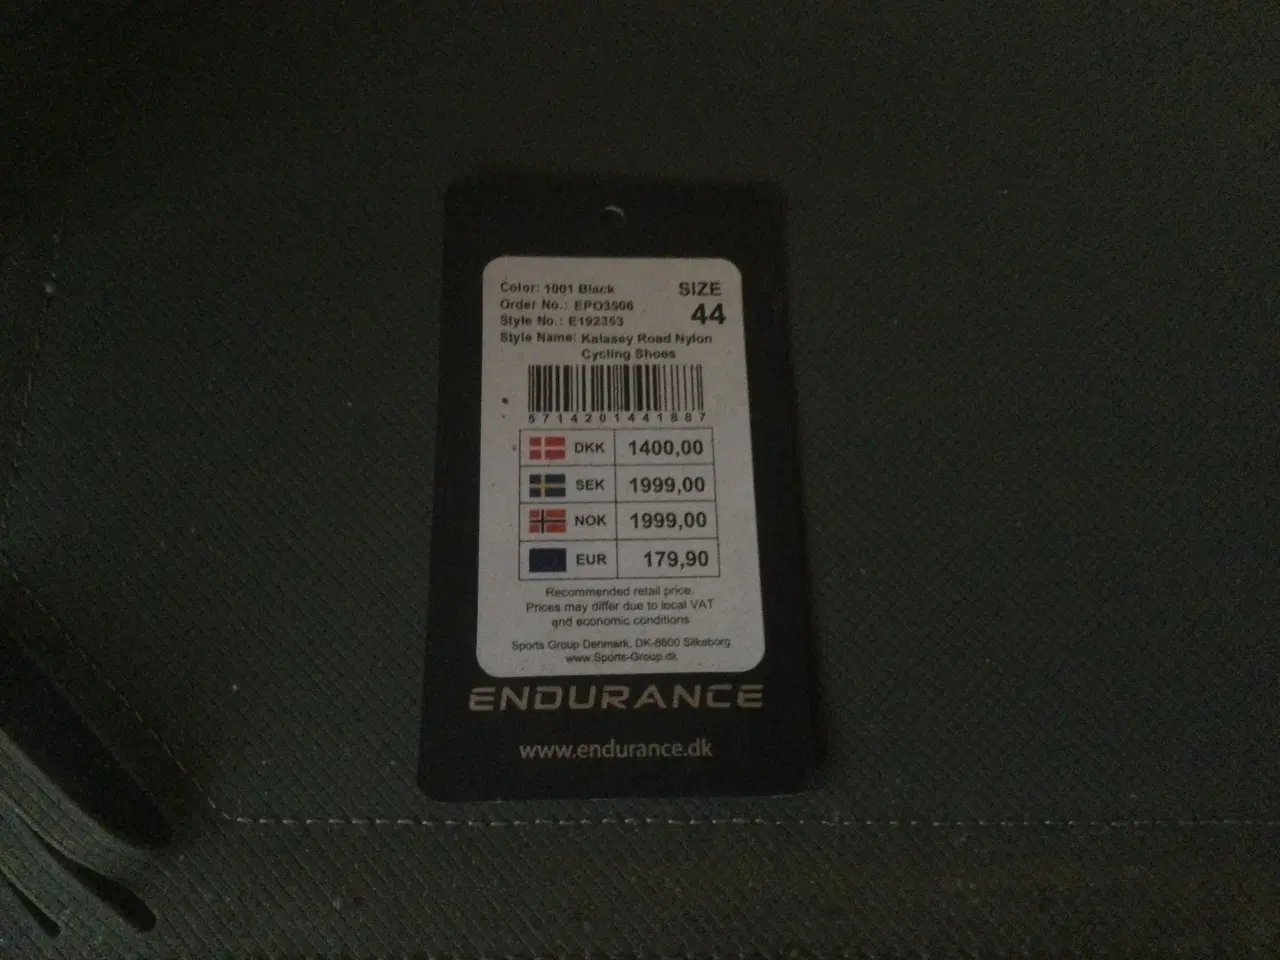 Color: 1001 Black
SIZE
Order No.: EPO3506
44
Style No.: E192353
Style Name: Kalasey Road Nylon
Cycling Shoes
5714201441887
DKK 1400,00
SEK 1999,00
NOK 1999,00
EUR 179,90
Recommended retail price.
Prices may differ due to local VAT
and economic conditions
Sports Group Denmark, DK-8600 Silkeborg
www.Sports-Group.dk
ENDURANCE
www.endurance.dk